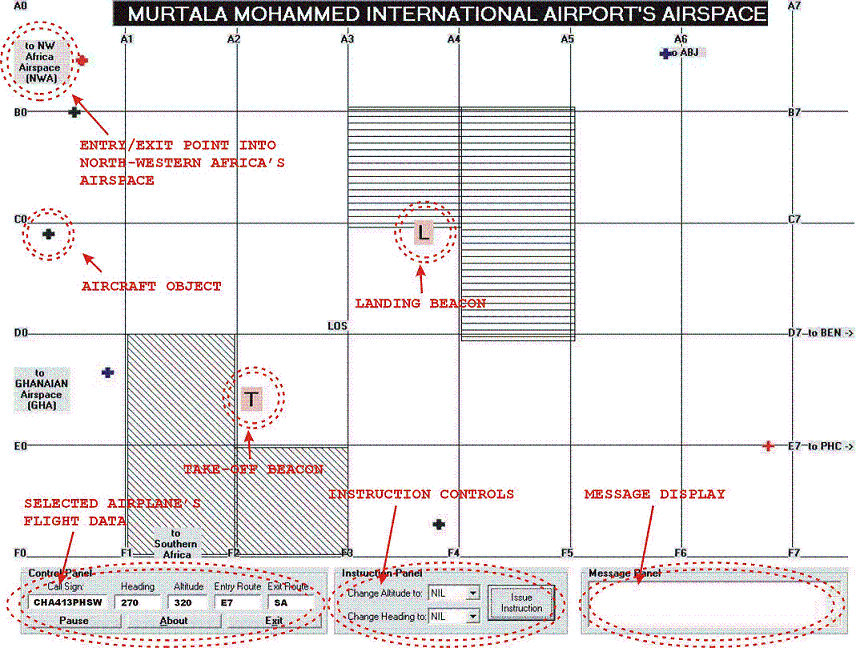 MURTALA MOHAMMED INTERNATIONAL AIRPORT'S AIRSPACE
A0
A1
A2
A3
A4
A5
A6
A7
to NW
Africa
Airspace
(NWA)
to ABJ
B0
B7
ENTRY/EXIT POINT INTO
NORTH-WESTERN AFRICA'S
AIRSPACE
C0
C7
L
AIRCRAFT OBJECT
LANDING BEACON
LOS
D0
D7-to BEN ->
to
GHANAIAN
Airspace
(GHA)
T
E0
E7- to PHC ->
TAKE-OFF BEACON
SELECTED AIRPLANE'S
FLIGHT DATA
INSTRUCTION CONTROLS
MESSAGE DISPLAY
to
Southern
Africa
F0
F1
F2
F3
F4
F5
F6
F7
Control Panel
Call Sign:
Heading
Altitude
Entry Route
Exit Route
CHA413PHSW
270
320
E7
SA
Pause
About
Exit
Instruction Panel
Change Altitude to:
NIL
Change Heading to:
NIL
Issue
Instruction
Message Panel